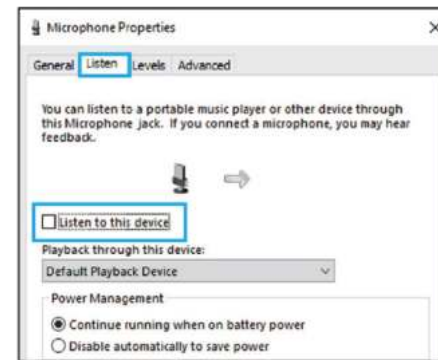 Microphone Properties
General Listen Levels Advanced
You can listen to a portable music player or other device through
this Microphone jack. If you connect a microphone, you may hear
feedback.
Listen to this device
Playback through this device:
Default Playback Device
Power Management
Continue running when on battery power
Disable automatically to save power